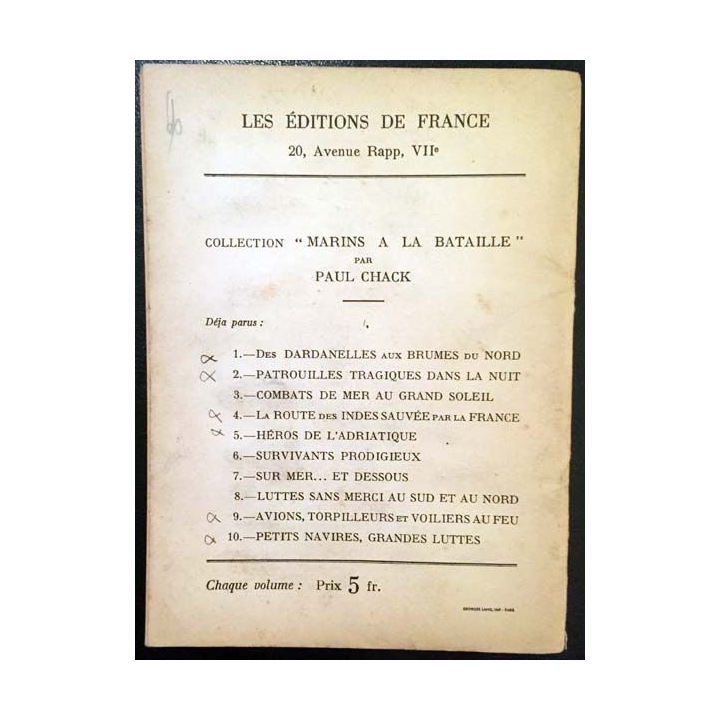 LES ÉDITIONS DE FRANCE
20, Avenue Rapp, VIIe
COLLECTION “ MARINS A LA BATAILLE ”
PAR
PAUL CHACK
Déja parus :
1.—DES DARDANELLES AUX BRUMES DU NORD
2.—PATROUILLES TRAGIQUES DANS LA NUIT
3.—COMBATS DE MER AU GRAND SOLEIL
4.—LA ROUTE DES INDES SAUVÉE PAR LA FRANCE
5.—HÉROS DE L'ADRIATIQUE
6.—SURVIVANTS PRODIGIEUX
7.—SUR MER... ET DESSOUS
8.—LUTTES SANS MERCI AU SUD ET AU NORD
9.—AVIONS, TORPILLEURS ET VOILIERS AU FEU
10.—PETITS NAVIRES, GRANDES LUTTES
Chaque volume : Prix 5 fr.
GEORGES LANG, IMP. PARIS